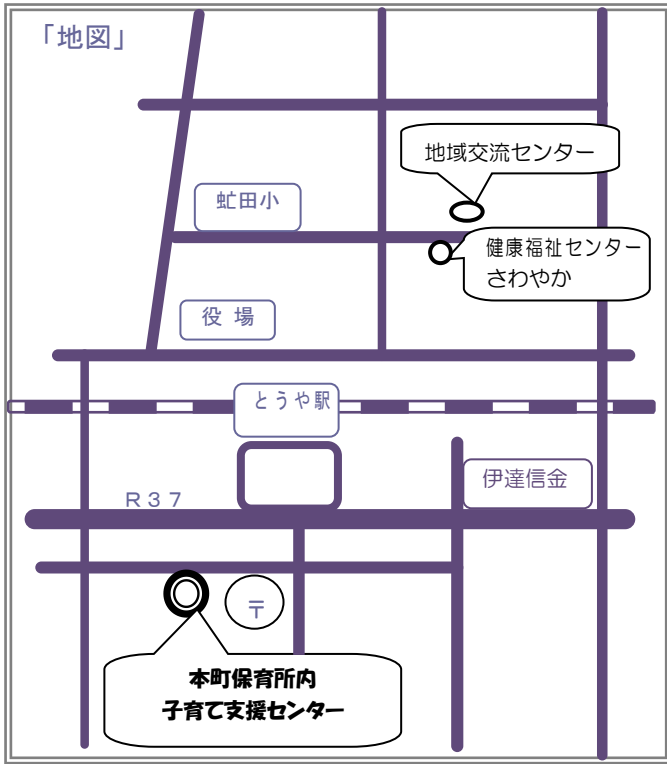 「地図」
地域交流センター
虻田小
健康福祉センター
さわやか
役 場
とうや駅
伊達信金
R37
〒
本町保育所内
子育て支援センター